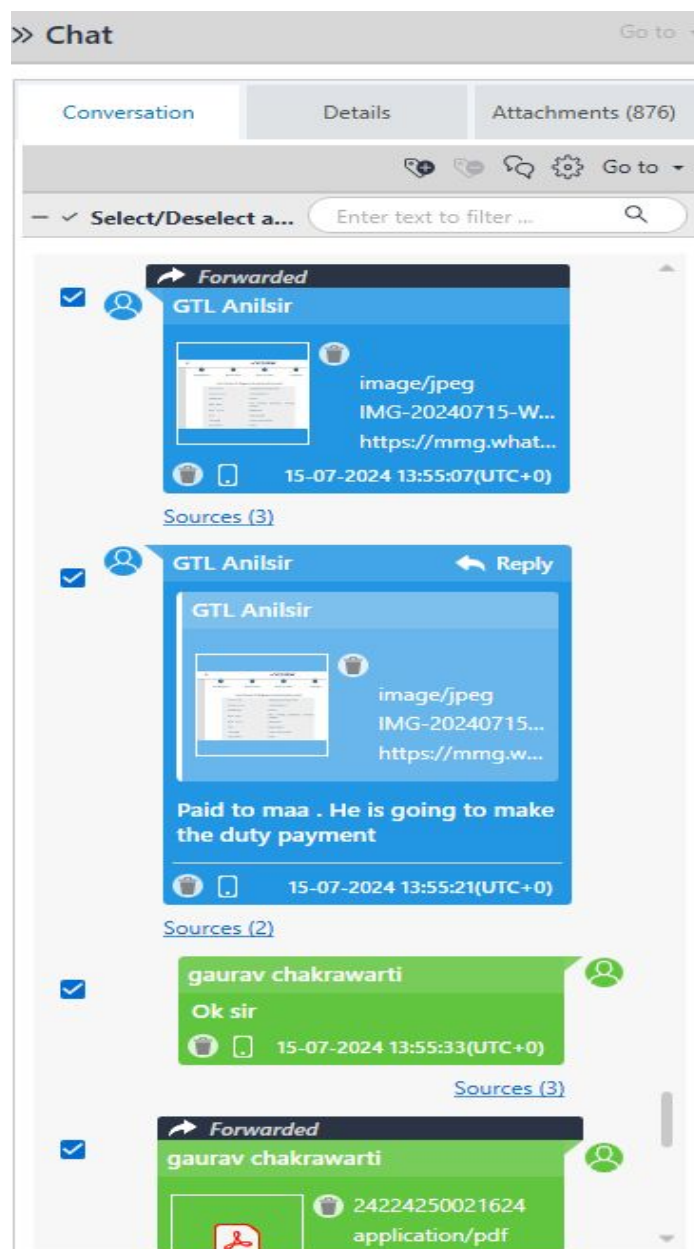 Chat
Go to
Conversation Details Attachments (876)
Go to
Select/Deselect a... Enter text to filter ...
Forwarded
GTL Anilsir
image/jpeg
IMG-20240715-W...
https://mmg.what...
15-07-2024 13:55:07(UTC+0)
Sources (3)
GTL Anilsir Reply
GTL Anilsir
image/jpeg
IMG-20240715...
https://mmg.w...
Paid to maa . He is going to make
the duty payment
15-07-2024 13:55:21(UTC+0)
Sources (2)
gaurav chakrawarti
Ok sir
15-07-2024 13:55:33(UTC+0)
Sources (3)
Forwarded
gaurav chakrawarti
24224250021624
application/pdf